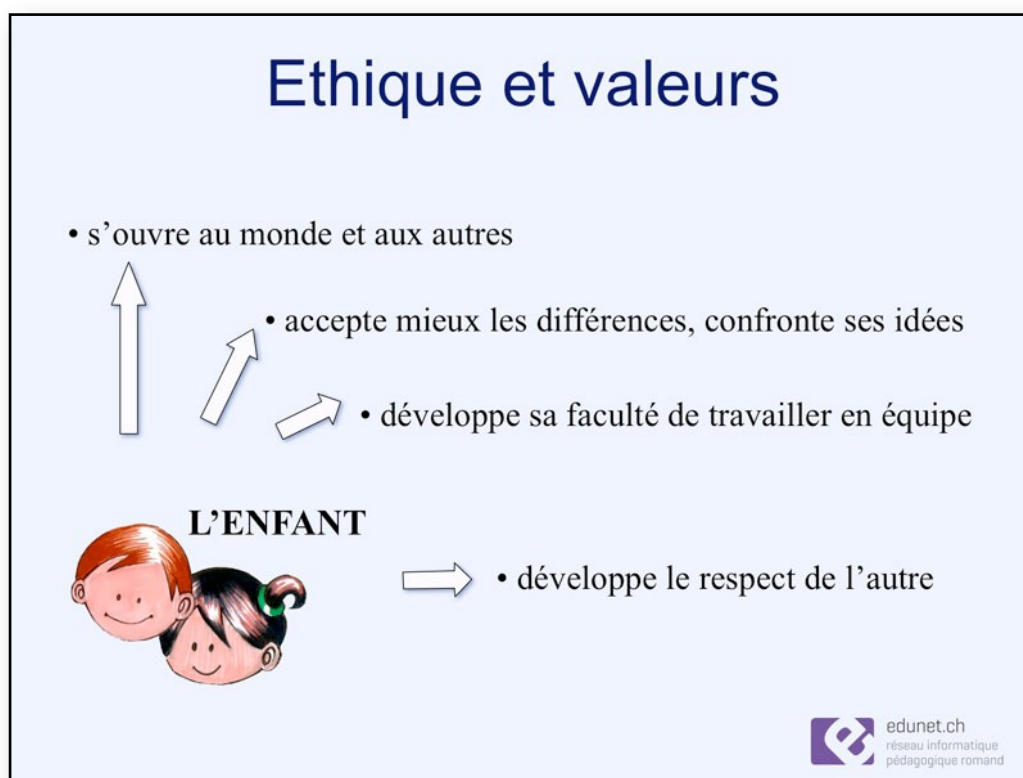 Ethique et valeurs
• s’ouvre au monde et aux autres
• accepte mieux les différences, confronte ses idées
• développe sa faculté de travailler en équipe
L’ENFANT
• développe le respect de l’autre
edunet.ch
réseau informatique
pédagogique romand